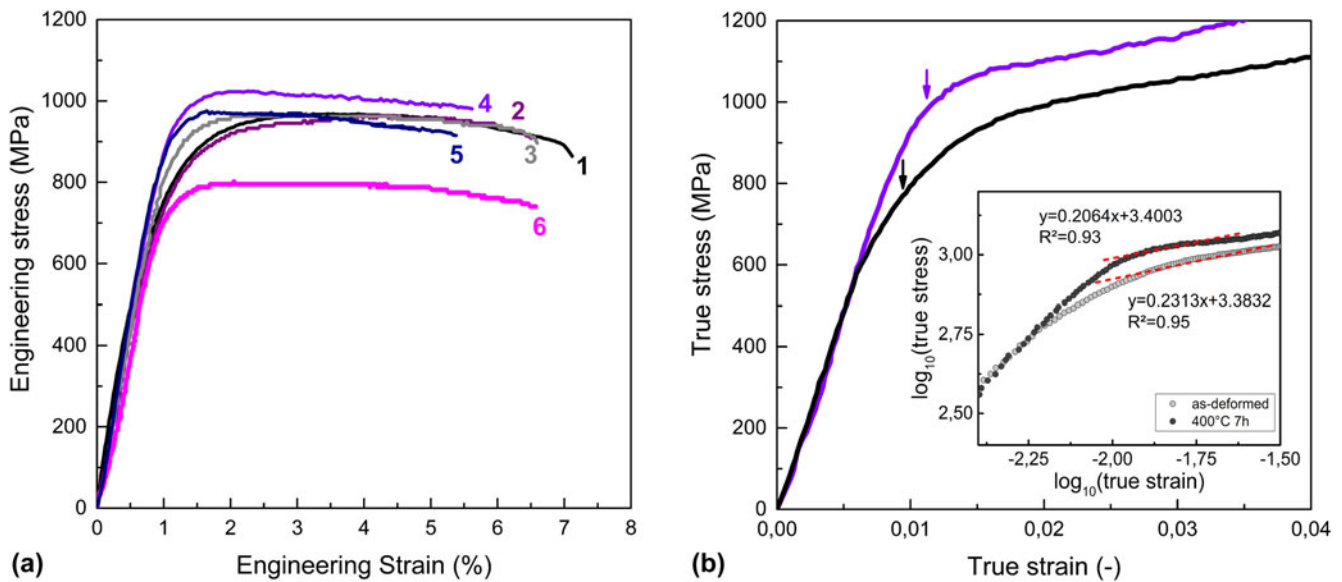 1200
1000
800
600
400
200
0
Engineering stress (MPa)
0
1
2
3
4
5
6
7
8
Engineering Strain (%)
4
2
1
3
5
6
(a)
1200
1000
800
600
400
200
0
True stress (MPa)
0,00
0,01
0,02
0,03
0,04
True strain (-)
(b)
y=0.2064x+3.4003
R²=0.93
y=0.2313x+3.3832
R²=0.95
3,00
2,75
2,50
log10(true stress)
as-deformed
400°C 7h
-2,25
-2,00
-1,75
-1,50
log10(true strain)